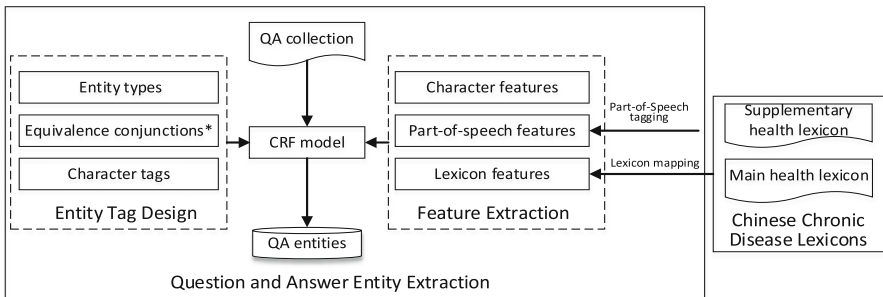 QA collection
Entity types
Equivalence conjunctions*
Character tags
Entity Tag Design
CRF model
QA entities
Character features
Part-of-speech features
Lexicon features
Feature Extraction
Part-of-Speech
tagging
Lexicon mapping
Supplementary
health lexicon
Main health lexicon
Chinese Chronic
Disease Lexicons
Question and Answer Entity Extraction